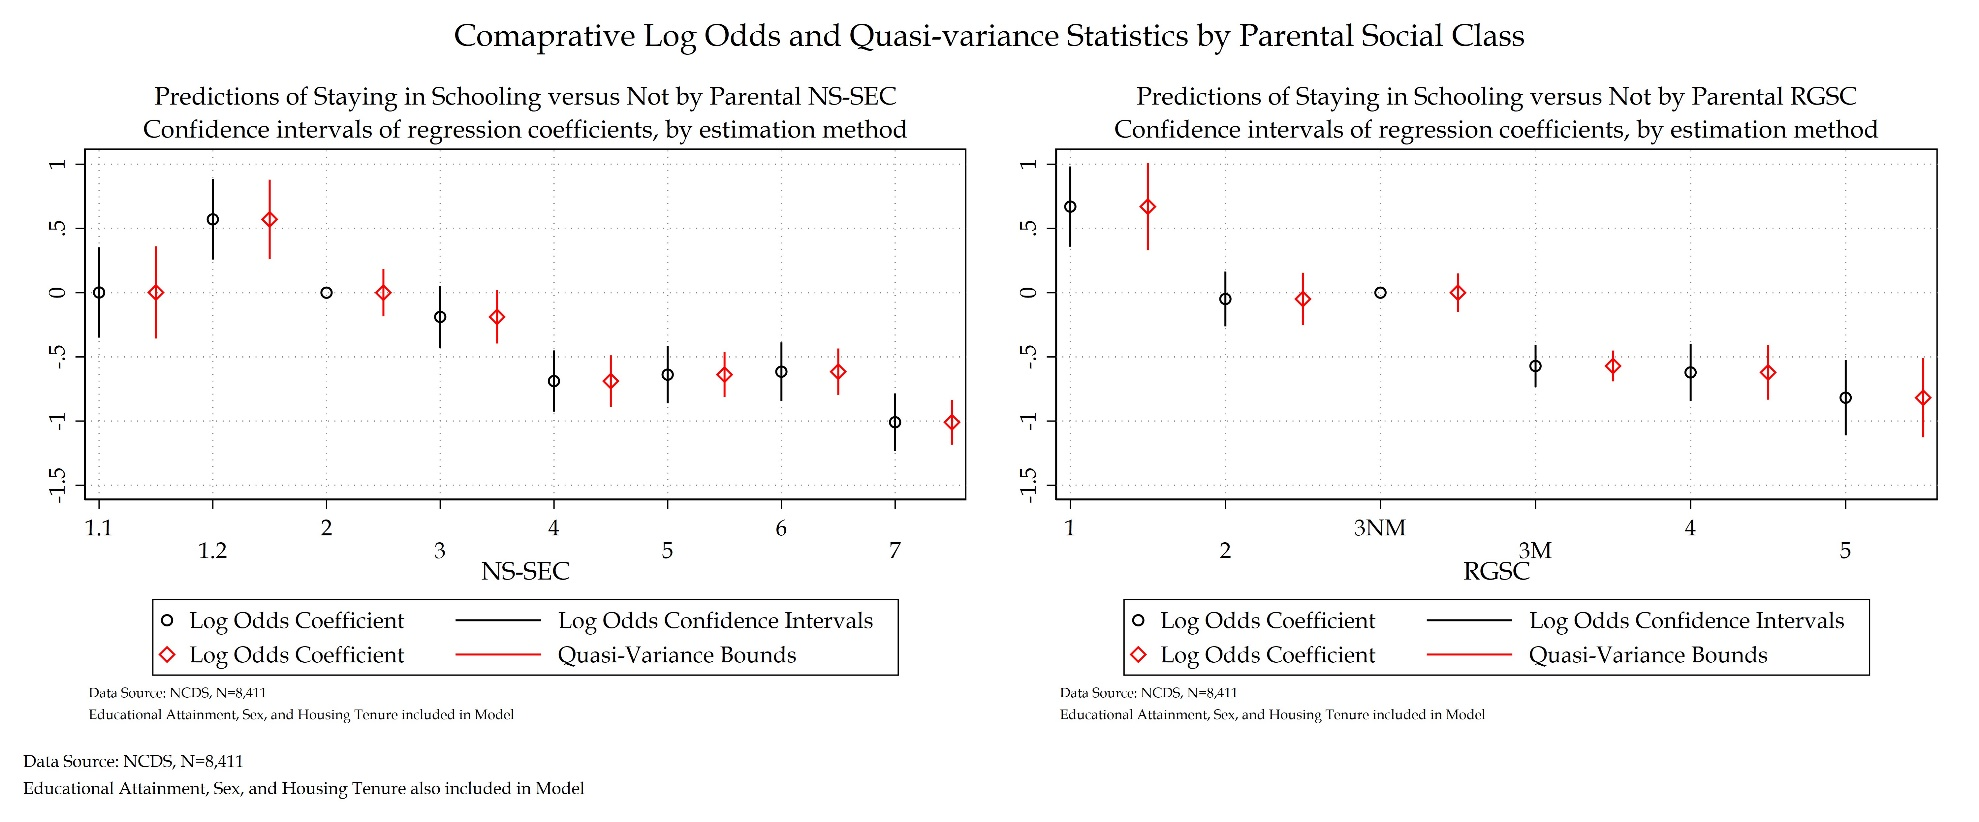 Comaprative Log Odds and Quasi-variance Statistics by Parental Social Class
Predictions of Staying in Schooling versus Not by Parental NS-SEC
Confidence intervals of regression coefficients, by estimation method
1
.5
0
-.5
-1
-1.5
1.1
1.2
2
3
4
5
6
7
NS-SEC
Log Odds Coefficient
Log Odds Confidence Intervals
Log Odds Coefficient
Quasi-Variance Bounds
Data Source: NCDS, N=8,411
Educational Attainment, Sex, and Housing Tenure included in Model
Predictions of Staying in Schooling versus Not by Parental RGSC
Confidence intervals of regression coefficients, by estimation method
1
.5
0
-.5
-1
-1.5
1
2
3NM
3M
4
5
RGSC
Log Odds Coefficient
Log Odds Confidence Intervals
Log Odds Coefficient
Quasi-Variance Bounds
Data Source: NCDS, N=8,411
Educational Attainment, Sex, and Housing Tenure included in Model
Data Source: NCDS, N=8,411
Educational Attainment, Sex, and Housing Tenure also included in Model